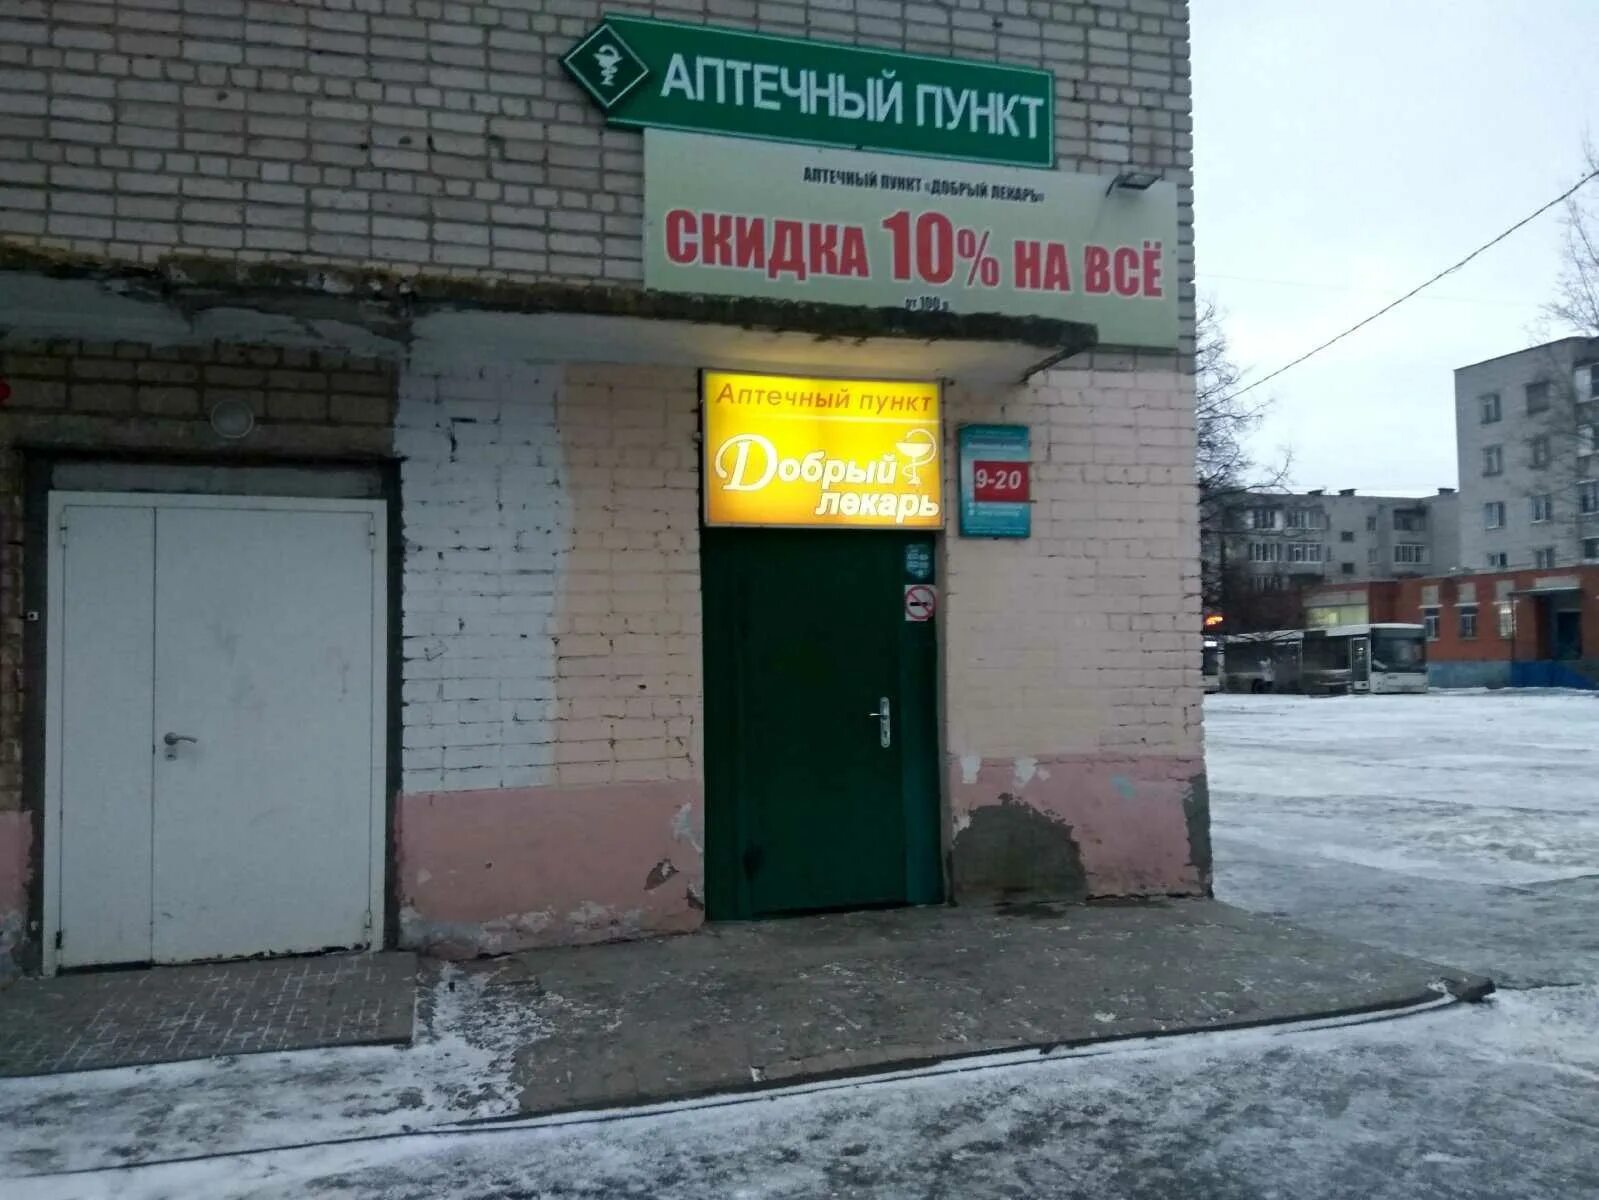 АПТЕЧНЫЙ ПУНКТ
АПТЕЧНЫЙ ПУНКТ «ДОБРЫЙ ЛЕКАРЬ»
СКИДКА 10% НА ВСЁ
от 100 р.
Аптечный пункт
Добрый
лекарь
9-20